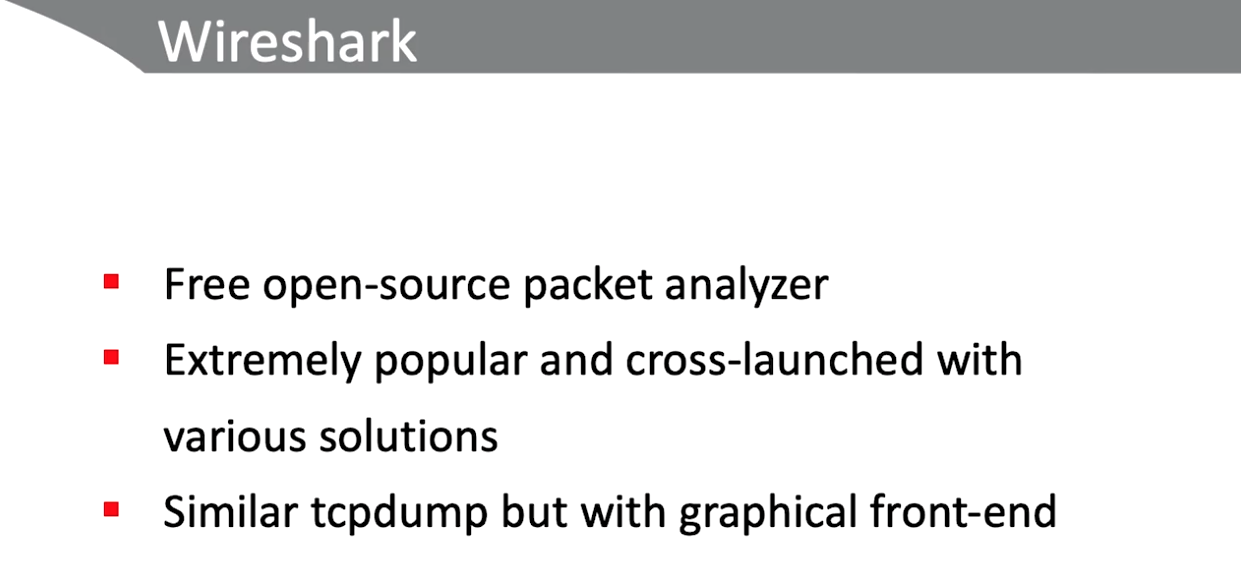 Wireshark
Free open-source packet analyzer
Extremely popular and cross-launched with
various solutions
Similar tcpdump but with graphical front-end